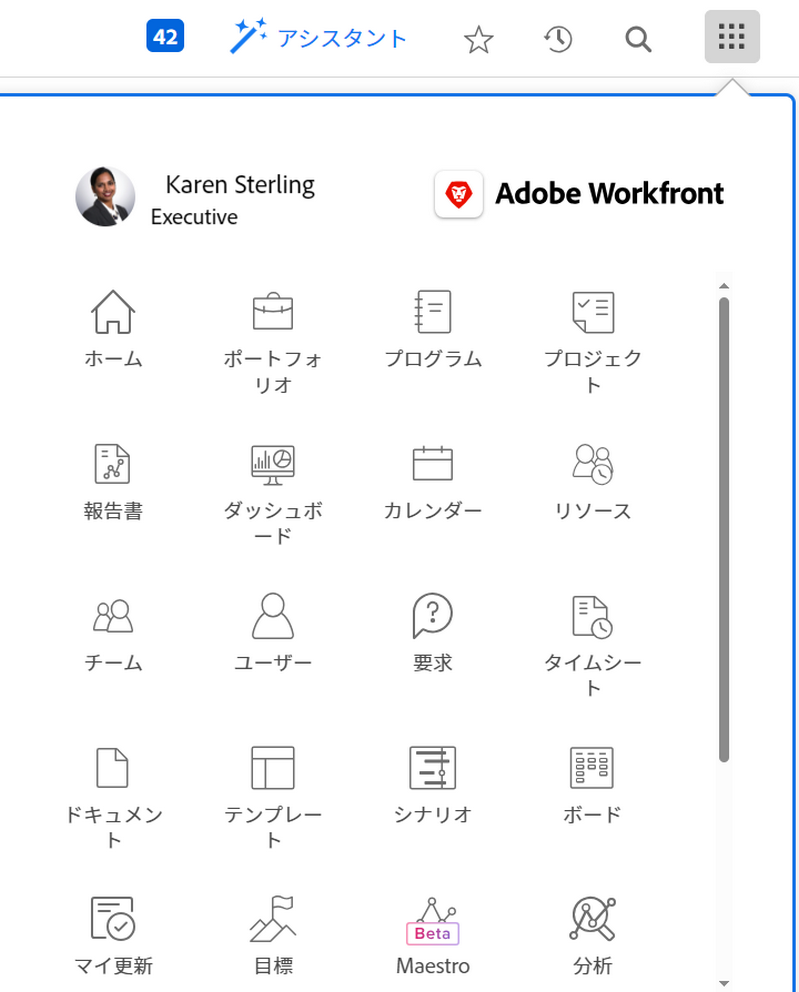 42
アシスタント
Karen Sterling
Executive
Adobe Workfront
ホーム
ポートフォ
リオ
プログラム
プロジェク
ト
報告書
ダッシュボ
ード
カレンダー
リソース
チーム
ユーザー
要求
タイムシー
ト
ドキュメン
ト
テンプレー
ト
シナリオ
ボード
マイ更新
目標
Beta
Maestro
分析